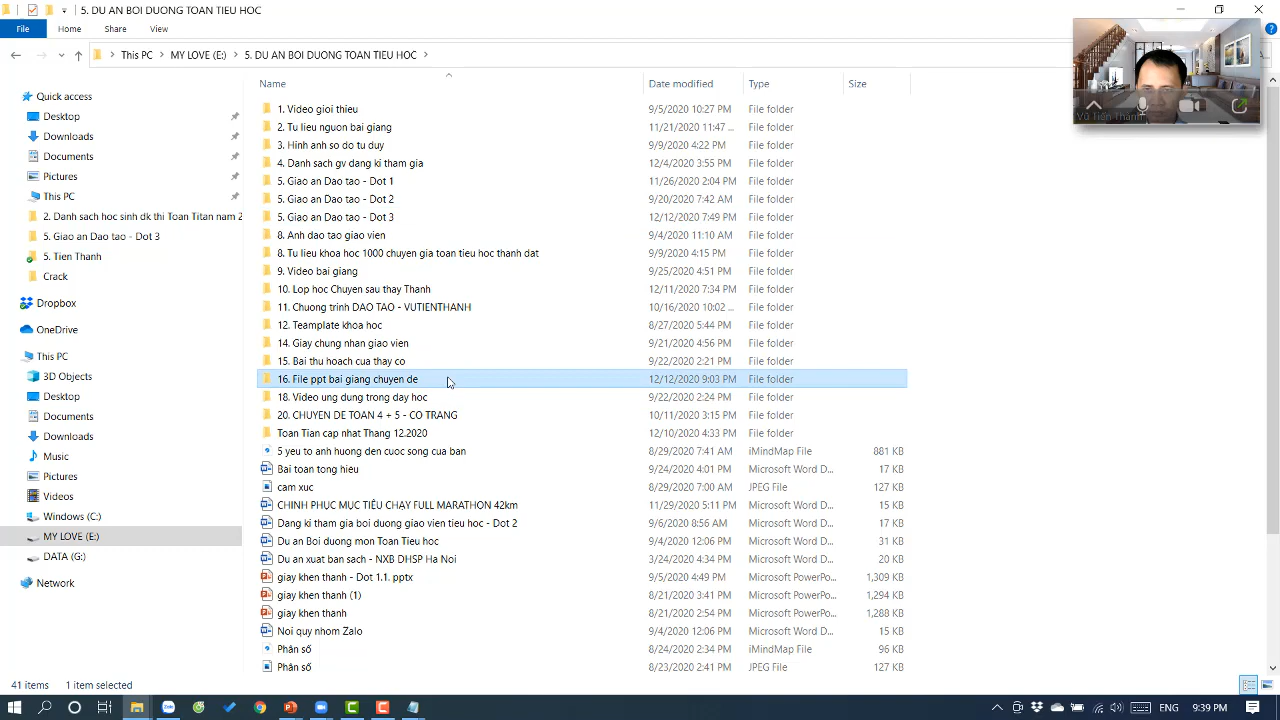 5. DU AN BOI DUONG TOAN TIEU HOC
File Home Share View
This PC MY LOVE (E:) 5. DU AN BOI DUONG TOAN TIEU HOC
Name Date modified Type Size
Quick access
Desktop
Downloads
Documents
Pictures
This PC
2. Danh sach hoc sinh dk thi Toan Titan nam 2
5. Giao an Dao tao - Dot 3
5. Tien Thanh
Crack
Dropbox
OneDrive
This PC
3D Objects
Desktop
Documents
Downloads
Music
Pictures
Videos
Windows (C:)
MY LOVE (E:)
DATA (G:)
Network
1. Video gioi thieu 9/5/2020 10:27 PM File folder
2. Tu lieu nguon bai giang 11/21/2020 11:47 ... File folder
3. Hinh anh so do tu duy 9/9/2020 4:22 PM File folder
4. Danh sach gv dang ki tham gia 12/4/2020 3:55 PM File folder
5. Giao an Dao tao - Dot 1 11/26/2020 2:04 PM File folder
5. Giao an Dao tao - Dot 2 9/20/2020 7:42 AM File folder
5. Giao an Dao tao - Dot 3 12/12/2020 7:49 PM File folder
8. Anh dao tao giao vien 9/4/2020 11:10 AM File folder
8. Tu lieu khoa hoc 1000 chuyen gia toan tieu hoc thanh dat 9/9/2020 4:15 PM File folder
9. Video bai giang 9/25/2020 4:51 PM File folder
10. Lop hoc Chuyen sau thay Thanh 12/11/2020 7:34 PM File folder
11. Chuong trinh DAO TAO - VUTIENTHANH 10/16/2020 10:02 ... File folder
12. Teamplate khoa hoc 8/27/2020 5:44 PM File folder
14. Giay chung nhan giao vien 9/21/2020 4:56 PM File folder
15. Bai thu hoach cua thay co 9/22/2020 2:21 PM File folder
16. File ppt bai giang chuyen de 12/12/2020 9:03 PM File folder
18. Video ung dung trong day hoc 9/22/2020 2:24 PM File folder
20. CHUYEN DE TOAN 4 + 5 - CO TRANG 10/11/2020 3:15 PM File folder
Toan Tian cap nhat Thang 12.2020 12/10/2020 4:33 PM File folder
5 yeu to anh huong den cuoc song cua ban 8/29/2020 7:41 AM iMindMap File 881 KB
Bai toan tong hieu 9/24/2020 4:01 PM Microsoft Word D... 17 KB
cam xuc 8/29/2020 7:00 AM JPEG File 127 KB
CHINH PHỤC MỤC TIÊU CHẠY FULL MARATHON 42km 11/29/2020 5:11 PM Microsoft Word D... 15 KB
Dang kí tham gia boi duong giao vien tieu hoc - Dot 2 9/6/2020 8:56 AM Microsoft Word D... 17 KB
Du an Boi duong mon Toan Tieu hoc 9/4/2020 12:06 PM Microsoft Word D... 31 KB
Du an xuat ban sach - NXB DHSP Ha Noi 3/24/2020 4:34 PM Microsoft Word D... 20 KB
giay khen thanh - Dot 1.1. pptx 9/5/2020 4:49 PM Microsoft PowerPo... 1,309 KB
giay khen thanh (1) 8/21/2020 3:41 PM Microsoft PowerPo... 1,294 KB
giay khen thanh 8/21/2020 2:54 PM Microsoft PowerPo... 1,288 KB
Noi quy nhom Zalo 9/4/2020 12:06 PM Microsoft Word D... 15 KB
Phân số 8/24/2020 2:34 PM iMindMap File 96 KB
Phân số 8/23/2020 2:41 PM JPEG File 127 KB
Vũ Tiến Thành
41 items 1 item selected
Zalo ENG 9:39 PM